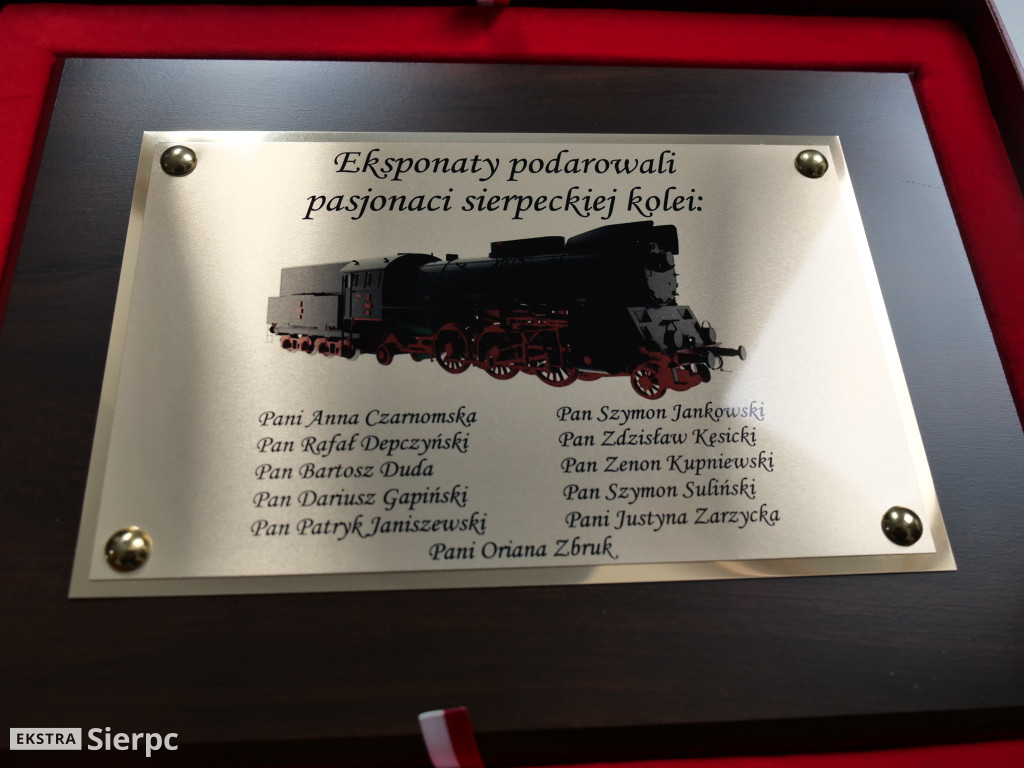 Eksponaty podarowali
pasjonaci sierpeckiej kolei:
Pani Anna Czarnomska
Pan Rafał Depczyński
Pan Bartosz Duda
Pan Dariusz Gapiński
Pan Patryk Janiszewski
Pan Szymon Jankowski
Pan Zdzisław Kęsicki
Pan Zenon Kupniewski
Pan Szymon Suliński
Pani Justyna Zarzycka
Pani Oriana Zbruk
EKSTRA Sierpc